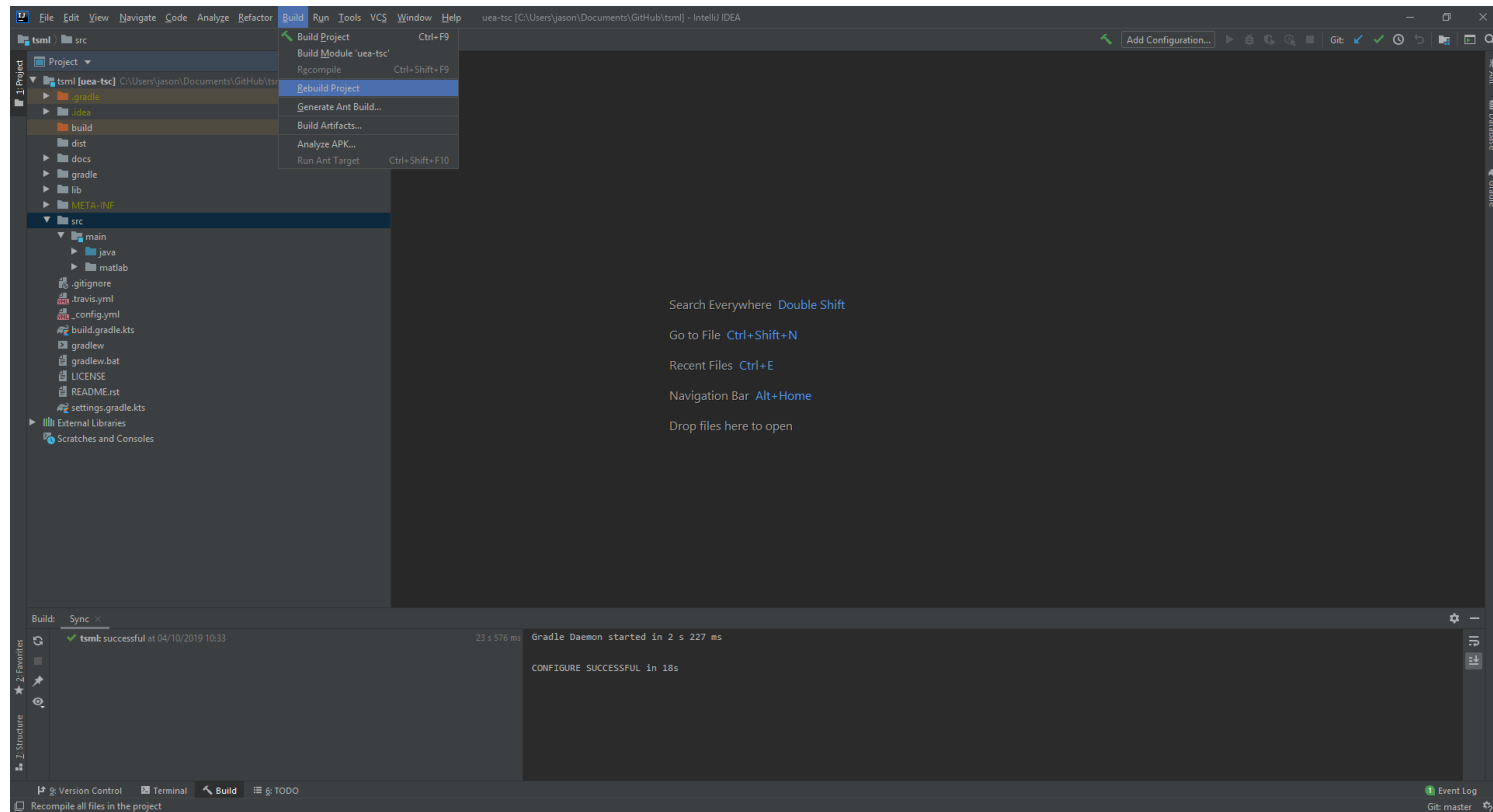 File Edit View Navigate Code Analyze Refactor Build Run Tools VCS Window Help uea-tsc [C:\Users\jason\Documents\GitHub\tsml] - IntelliJ IDEA
tsml src
Add Configuration... Git:
Build Project Ctrl+F9
Build Module 'uea-tsc'
Recompile Ctrl+Shift+F9
Rebuild Project
Generate Ant Build...
Build Artifacts...
Analyze APK...
Run Ant Target Ctrl+Shift+F10
1: Project
Project
tsml [uea-tsc] C:\Users\jason\Documents\GitHub\tsm
.gradle
.idea
build
dist
docs
gradle
lib
META-INF
src
main
java
matlab
.gitignore
.travis.yml
_config.yml
build.gradle.kts
gradlew
gradlew.bat
LICENSE
README.rst
settings.gradle.kts
External Libraries
Scratches and Consoles
Search Everywhere Double Shift
Go to File Ctrl+Shift+N
Recent Files Ctrl+E
Navigation Bar Alt+Home
Drop files here to open
Ant
Database
Gradle
Build: Sync
tsml: successful at 04/10/2019 10:33 23 s 576 ms
Gradle Daemon started in 2 s 227 ms
CONFIGURE SUCCESSFUL in 18s
2: Favorites
7: Structure
9: Version Control Terminal Build 6: TODO
1 Event Log
Recompile all files in the project
Git: master